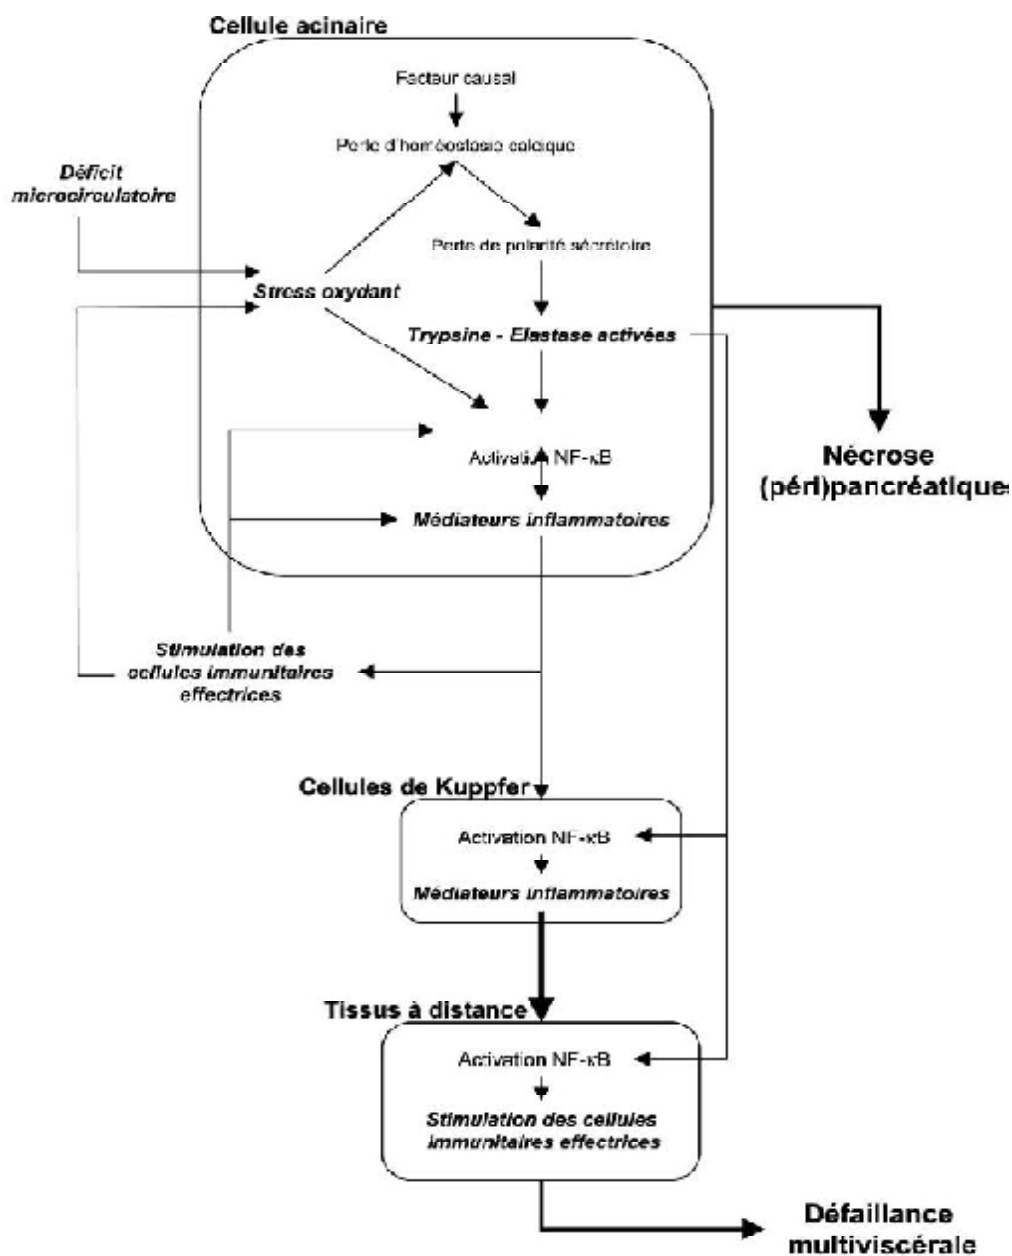 Cellule acinaire
Facteur causal
Perte d'homéostasie calcique
Déficit
microcirculatoire
Perte de polarité sécrétoire
Stress oxydant
Trypsine - Elastase activées
Activation NF-κB
Médiateurs inflammatoires
Nécrose
(péri)pancréatiques
Stimulation des
cellules immunitaires
effectrices
Cellules de Kuppfer
Activation NF-κB
Médiateurs inflammatoires
Tissus à distance
Activation NF-κB
Stimulation des cellules
immunitaires effectrices
Défaillance
multiviscérale